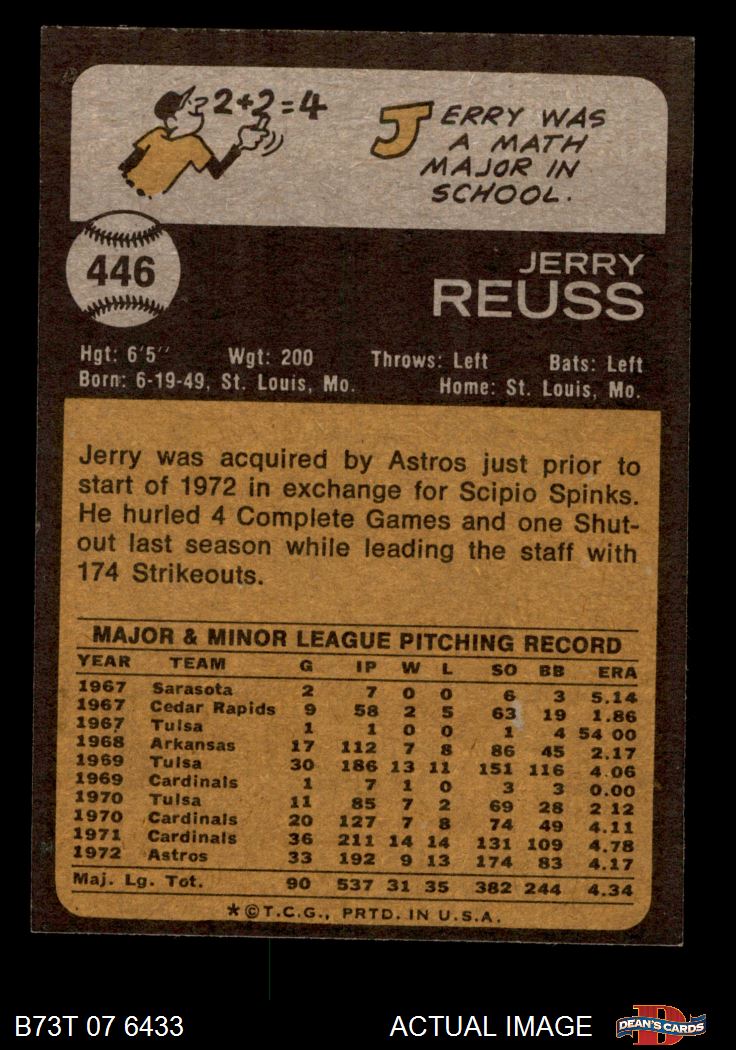 2+2=4
JERRY WAS
A MATH
MAJOR IN
SCHOOL.
446
JERRY
REUSS
Hgt: 6'5" Wgt: 200 Throws: Left Bats: Left
Born: 6-19-49, St. Louis, Mo. Home: St. Louis, Mo.
Jerry was acquired by Astros just prior to
start of 1972 in exchange for Scipio Spinks.
He hurled 4 Complete Games and one Shut-
out last season while leading the staff with
174 Strikeouts.
MAJOR & MINOR LEAGUE PITCHING RECORD
YEAR TEAM G IP W L SO BB ERA
1967 Sarasota 2 7 0 0 6 3 5.14
1967 Cedar Rapids 9 58 2 5 63 19 1.86
1967 Tulsa 1 1 0 0 1 4 54 00
1968 Arkansas 17 112 7 8 86 45 2.17
1969 Tulsa 30 186 13 11 151 116 4.06
1969 Cardinals 1 7 1 0 3 3 0.00
1970 Tulsa 11 85 7 2 69 28 2 12
1970 Cardinals 20 127 7 8 74 49 4.11
1971 Cardinals 36 211 14 14 131 109 4.78
1972 Astros 33 192 9 13 174 83 4.17
Maj. Lg. Tot. 90 537 31 35 382 244 4.34
*©T.C.G., PRTD. IN U.S.A.
B73T 07 6433 ACTUAL IMAGE DEAN'S CARDS